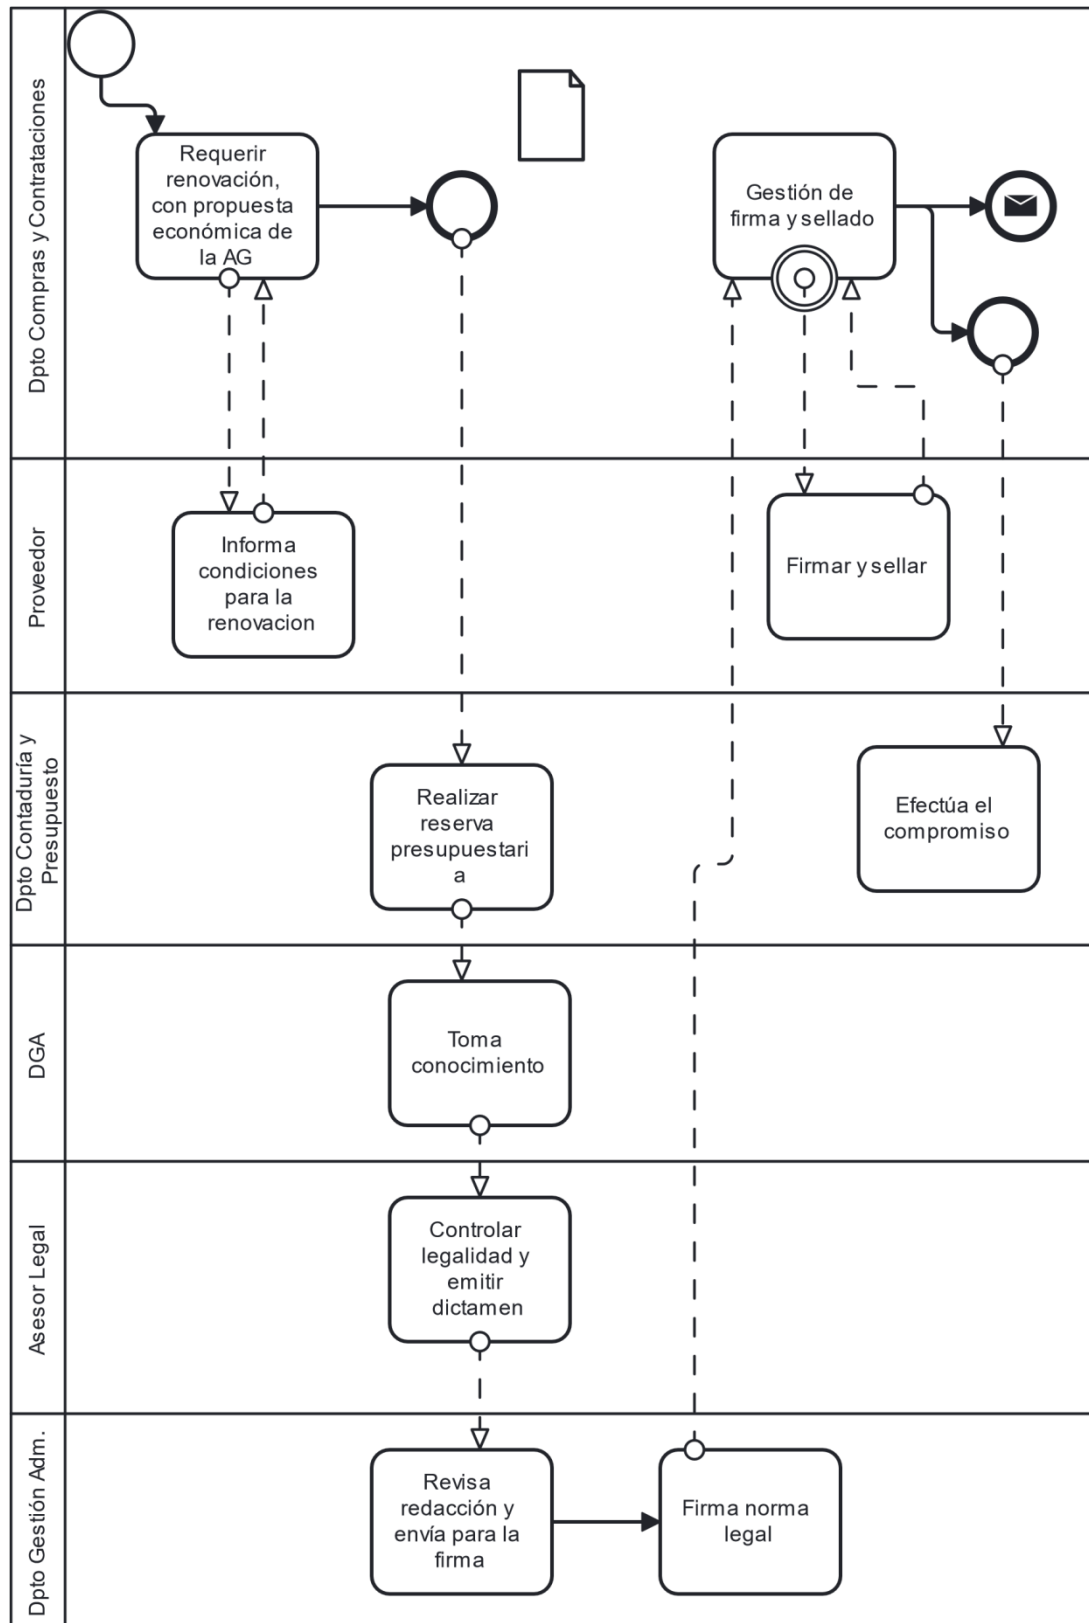 Dpto Compras y Contrataciones
Requerir
renovación,
con propuesta
económica de
la AG
Gestión de
firma y sellado
Proveedor
Informa
condiciones
para la
renovacion
Firmar y sellar
Dpto Contaduría y
Presupuesto
Realizar
reserva
presupuestari
a
Efectúa el
compromiso
DGA
Toma
conocimiento
Asesor Legal
Controlar
legalidad y
emitir
dictamen
Dpto Gestión Adm.
Revisa
redacción y
envía para la
firma
Firma norma
legal